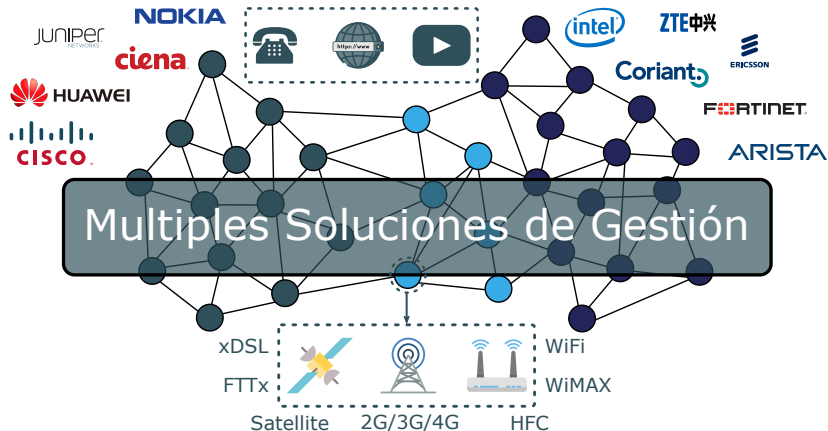 NOKIA
JUNIPER
NETWORKS
ciena
HUAWEI
CISCO
https://www
intel
ZTE中兴
ERICSSON
Coriant
FORTINET
ARISTA
Multiples Soluciones de Gestión
xDSL
WiFi
FTTx
WiMAX
Satellite
2G/3G/4G
HFC